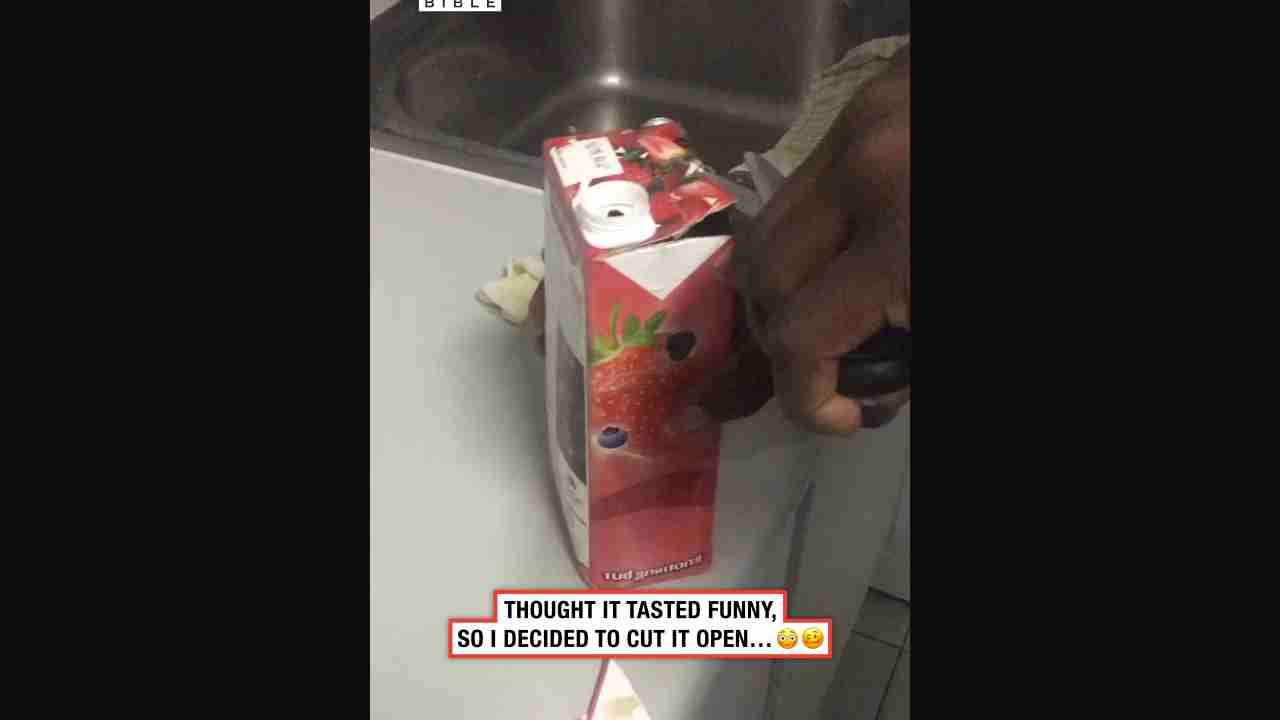 BIBLE
THOUGHT IT TASTED FUNNY,
SO I DECIDED TO CUT IT OPEN...😳🥴